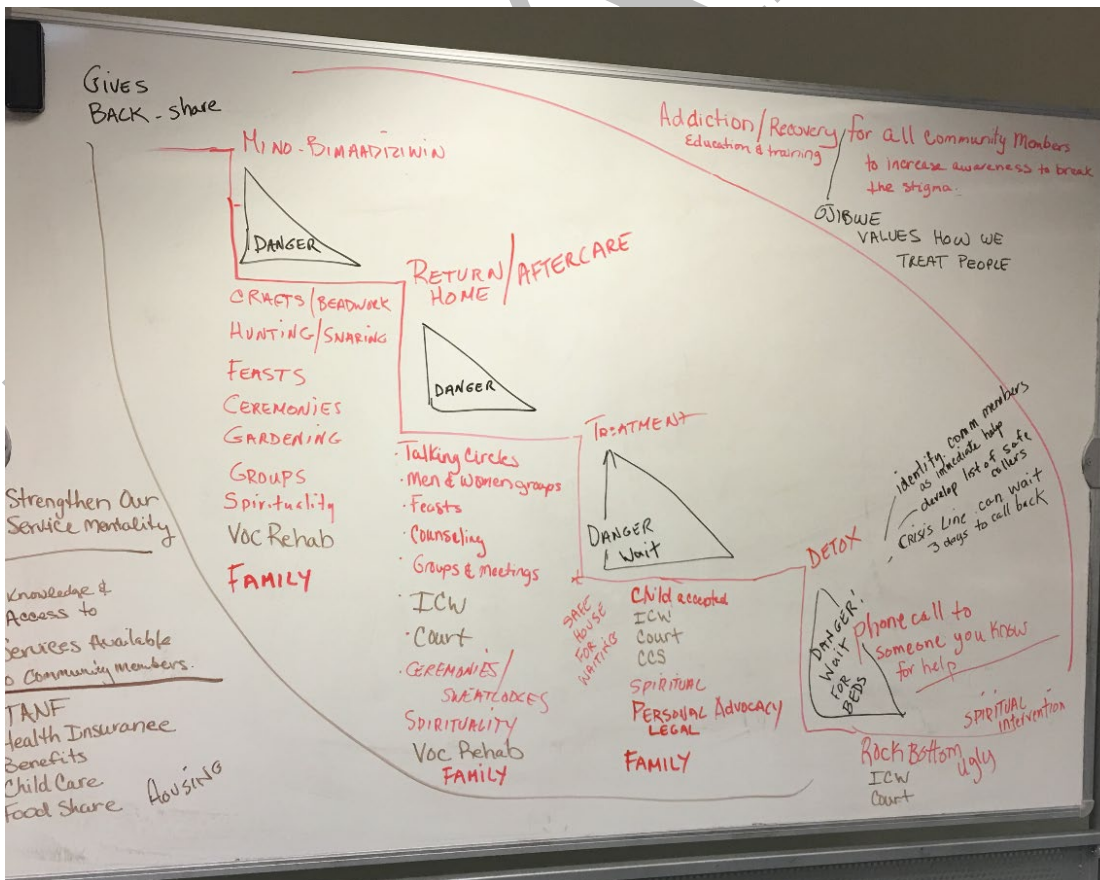 GIVES
BACK - share
MINO-BIMAADIZIWIN
DANGER
Addiction/Recovery for all Community Members
Education & training
to increase awareness to break
the stigma.
OJIBWE
VALUES HOW WE
TREAT PEOPLE
RETURN/AFTERCARE
HOME
DANGER
CRAFTS/BEADWORK
HUNTING/SNARING
FEASTS
CEREMONIES
GARDENING
GROUPS
Spirituality
Voc Rehab
FAMILY
· Talking Circles
· Men & Women groups
· Feasts
· Counseling
· Groups & Meetings
· ICW
· Court
· CEREMONIES/
SWEATLODGES
SPIRITUALITY
Voc Rehab
FAMILY
TREATMENT
DANGER
Wait
SAFE
HOUSE
FOR
WAITING
Child accepted
ICW
Court
CCS
SPIRITUAL
PERSONAL Advocacy
LEGAL
FAMILY
DETOX
identity comm members
as immediate help
develop list of safe
callers
CRISIS Line can wait
3 days to call back
DANGER!
Wait
FOR
BEDS
Phone call to
someone you know
for help
SPIRITUAL
intervention
Rock Bottom
ugly
ICW
Court
Strengthen Our
Service Mentality
Knowledge &
Access to
Services Available
o Community members.
TANF
Health Insurance
Benefits
Child Care
Food Share
HOUSING